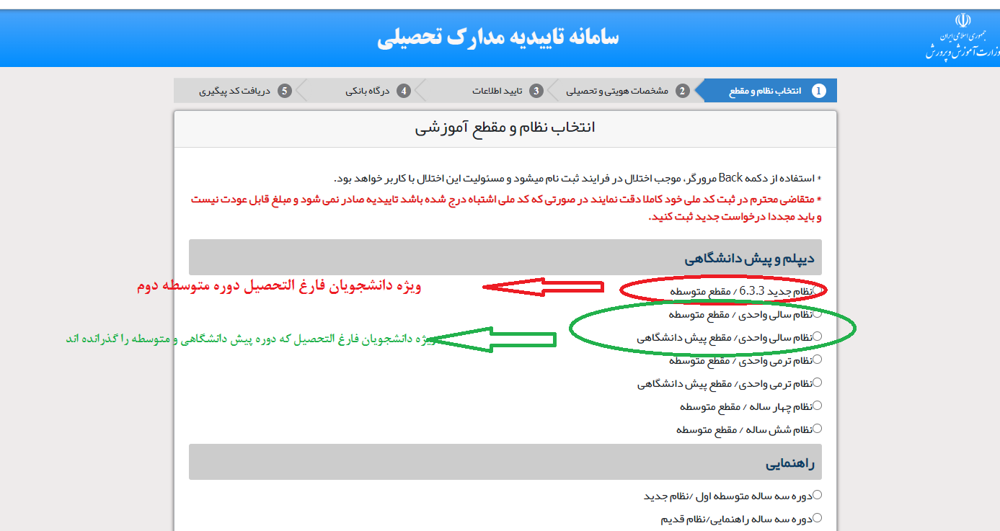 جمهوری اسلامی ایران
وزارت آموزش و پرورش
سامانه تاییدیه مدارک تحصیلی
1 انتخاب نظام و مقطع
2 مشخصات هویتی و تحصیلی
3 تایید اطلاعات
4 درگاه بانکی
5 دریافت کد پیگیری
انتخاب نظام و مقطع آموزشی
* استفاده از دکمه Back مرورگر، موجب اختلال در فرایند ثبت نام میشود و مسئولیت این اختلال با کاربر خواهد بود.
* متقاضی محترم در ثبت کد ملی خود کاملا دقت نمایند در صورتی که کد ملی اشتباه درج شده باشد تاییدیه صادر نمی شود و مبلغ قابل عودت نیست
و باید مجددا درخواست جدید ثبت کنید.
دیپلم و پیش دانشگاهی
نظام جدید 6.3.3 / مقطع متوسطه
ویژه دانشجویان فارغ التحصیل دوره متوسطه دوم
نظام سالی واحدی / مقطع متوسطه
نظام سالی واحدی/ مقطع پیش دانشگاهی
ویژه دانشجویان فارغ التحصیل که دوره پیش دانشگاهی و متوسطه را گذرانده اند
نظام ترمی واحدی / مقطع متوسطه
نظام ترمی واحدی/ مقطع پیش دانشگاهی
نظام چهار ساله / مقطع متوسطه
نظام شش ساله / مقطع متوسطه
راهنمایی
دوره سه ساله متوسطه اول /نظام جدید
دوره سه ساله راهنمایی/نظام قدیم